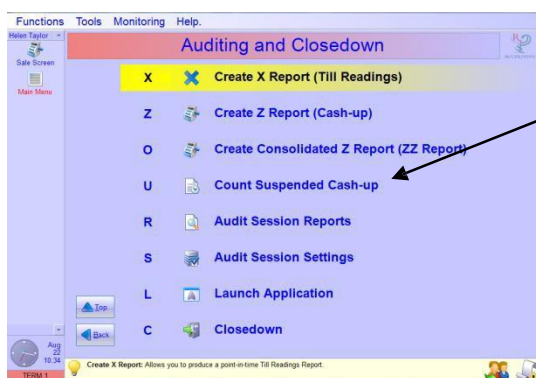 Functions Tools Monitoring Help.
Helen Taylor
Auditing and Closedown
Sale Screen
Main Menu
X Create X Report (Till Readings)
Z Create Z Report (Cash-up)
O Create Consolidated Z Report (ZZ Report)
U Count Suspended Cash-up
R Audit Session Reports
S Audit Session Settings
L Launch Application
C Closedown
Top
Back
Aug
22
10:34
TERM 1
Create X Report: Allows you to produce a point-in-time Till Readings Report.